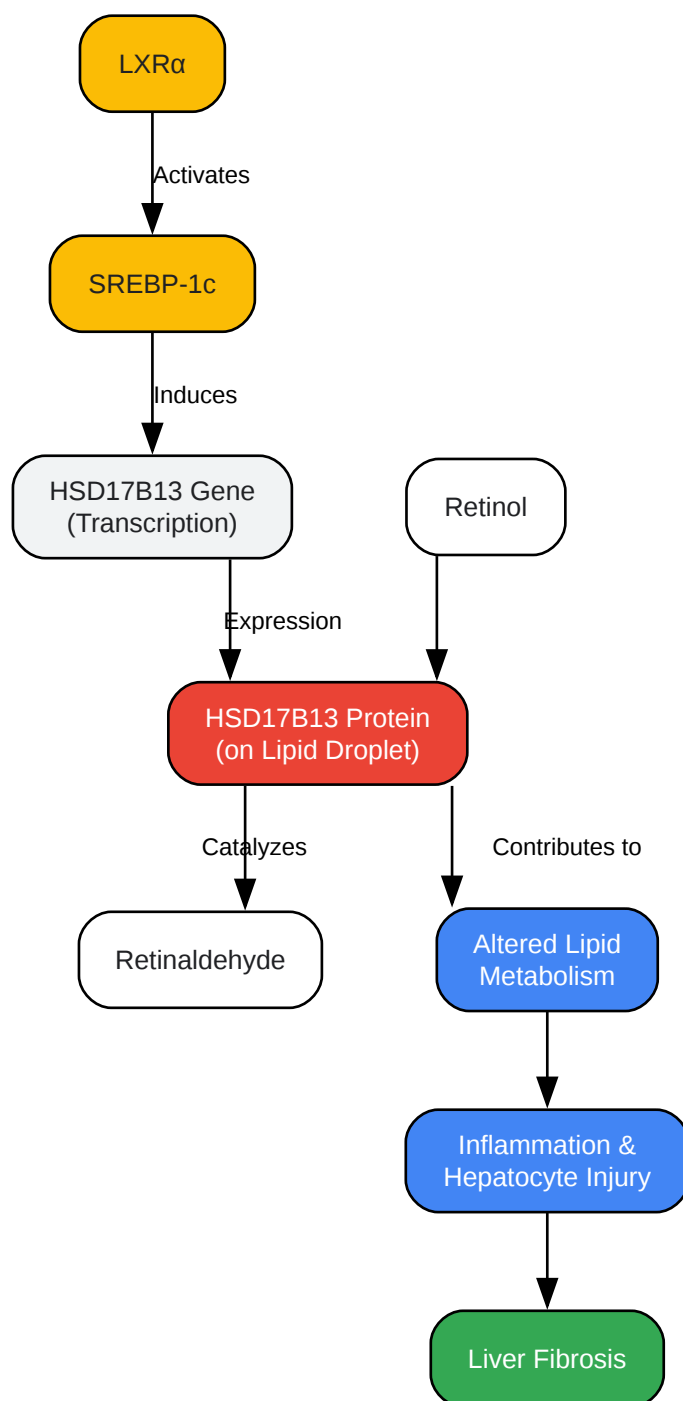 LXRα
Activates
SREBP-1c
Induces
HSD17B13 Gene
(Transcription)
Retinol
Expression
HSD17B13 Protein
(on Lipid Droplet)
Catalyzes
Contributes to
Retinaldehyde
Altered Lipid
Metabolism
Inflammation &
Hepatocyte Injury
Liver Fibrosis